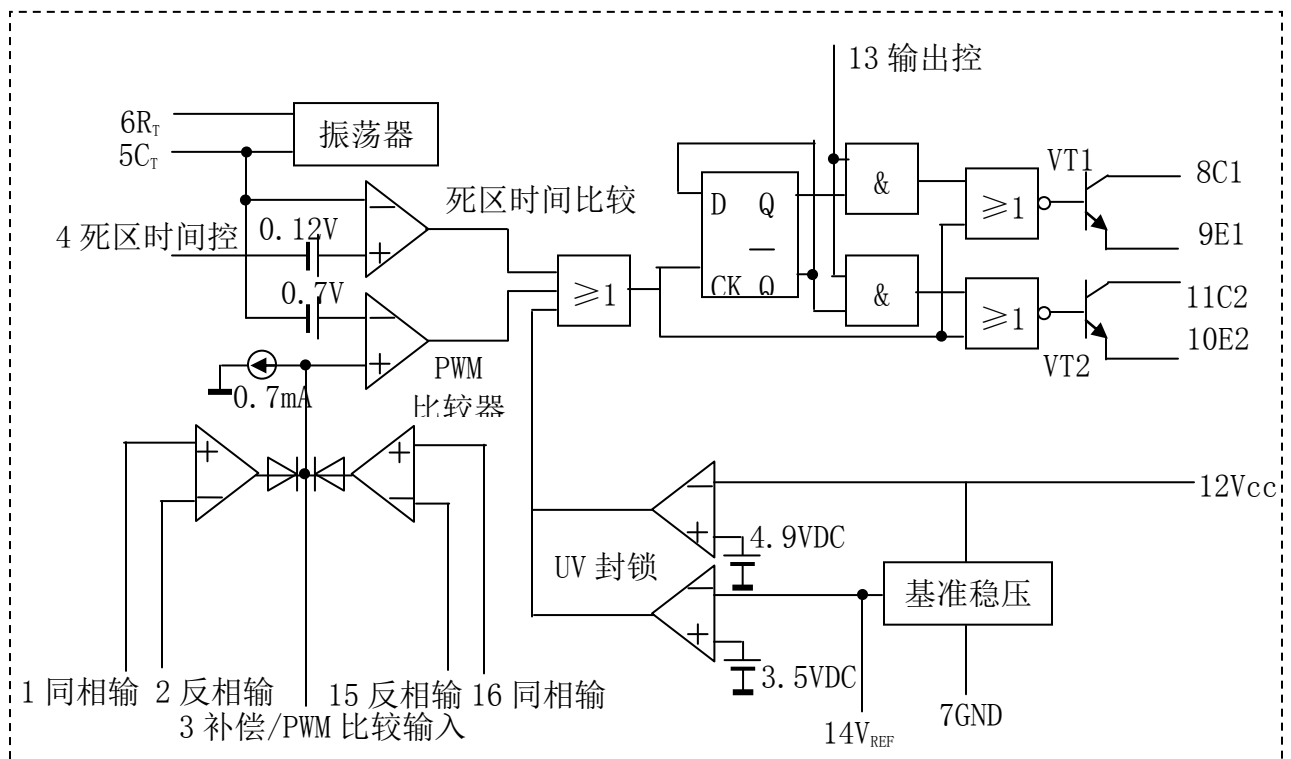 13 输出控
6R_T
振荡器
5C_T
VT1
8C1
死区时间比较
&
D Q
≥1
0.12V
4 死区时间控
9E1
CK Q
0.7V
≥1
&
≥1
11C2
10E2
PWM
VT2
0.7mA
比较器
12Vcc
4.9VDC
UV 封锁
基准稳压
3.5VDC
1 同相输
2 反相输
15 反相输
16 同相输
3 补偿/PWM 比较输入
7GND
14V_REF